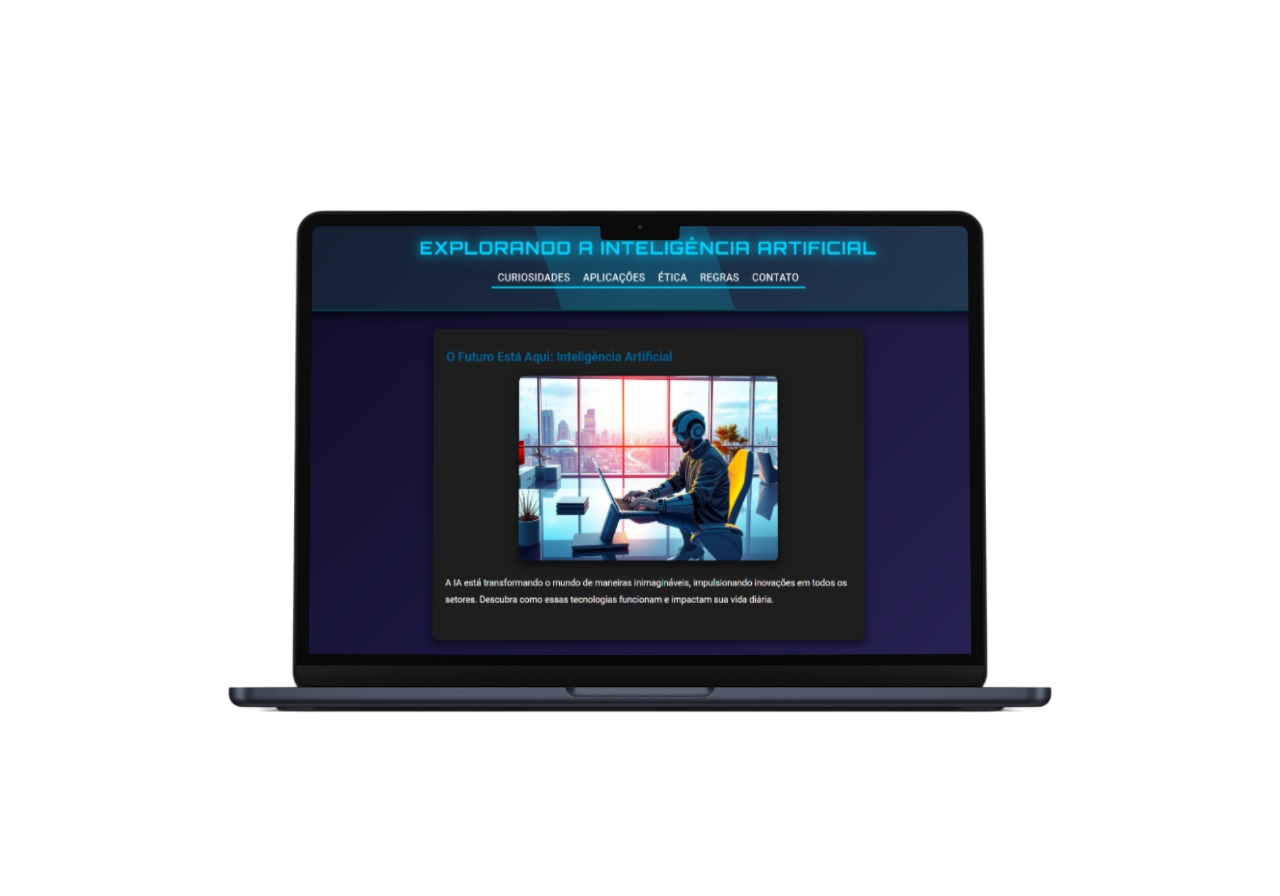 EXPLORANDO A INTELIGÊNCIA ARTIFICIAL
CURIOSIDADES APLICAÇÕES ÉTICA REGRAS CONTATO
O Futuro Está Aqui: Inteligência Artificial
A IA está transformando o mundo de maneiras inimagináveis, impulsionando inovações em todos os
setores. Descubra como essas tecnologias funcionam e impactam sua vida diária.